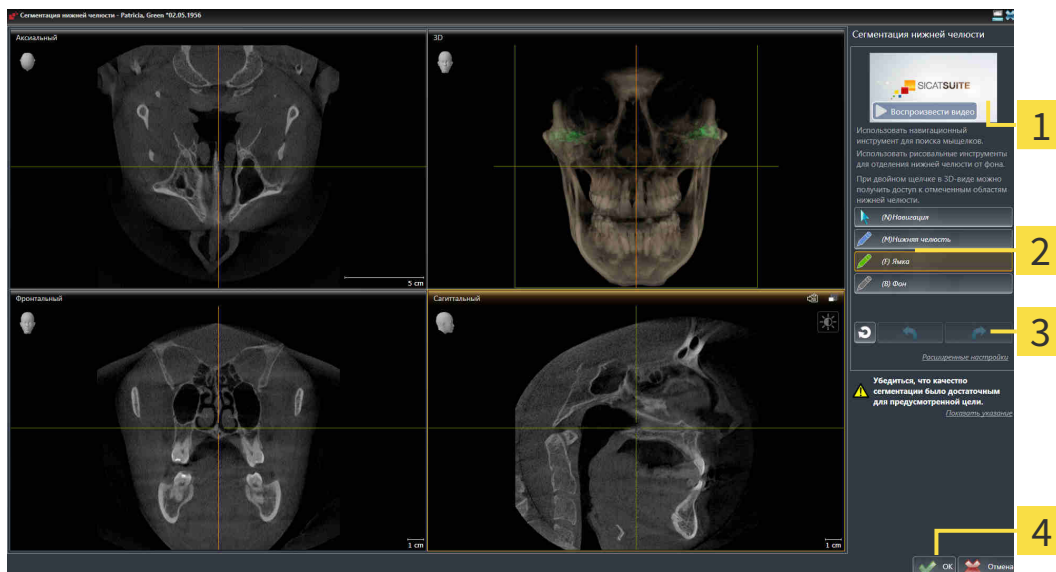 Сегментация нижней челюсти - Patricia, Green *02.05.1956
Аксиальный
3D
5 cm
Фронтальный
1 cm
Сагиттальный
1 cm
Сегментация нижней челюсти
SICATSUITE
Воспроизвести видео
Использовать навигационный
инструмент для поиска мыщелков.
Использовать рисовальные инструменты
для отделения нижней челюсти от фона.
При двойном щелчке в 3D-виде можно
получить доступ к отмеченным областям
нижней челюсти.
(N)Навигация
(M)Нижняя челюсть
(F) Ямка
(B) Фон
Расширенные настройки
Убедиться, что качество
сегментации было достаточным
для предусмотренной цели.
Показать указание
OK
Отмена
1
2
3
4